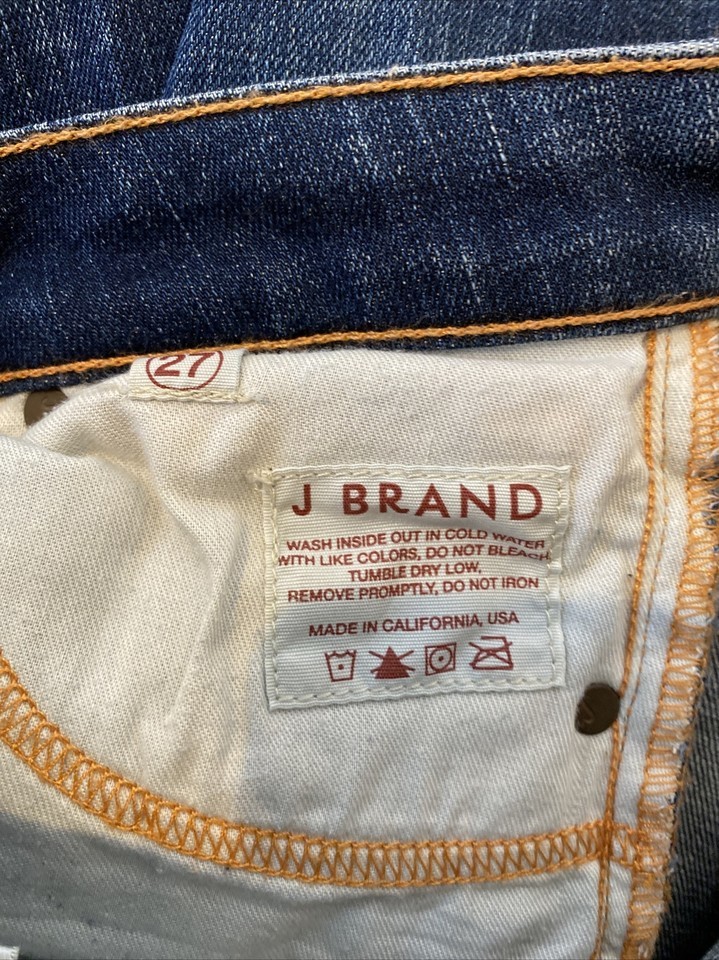 27
J BRAND
WASH INSIDE OUT IN COLD WATER
WITH LIKE COLORS, DO NOT BLEACH,
TUMBLE DRY LOW,
REMOVE PROMPTLY, DO NOT IRON
MADE IN CALIFORNIA, USA